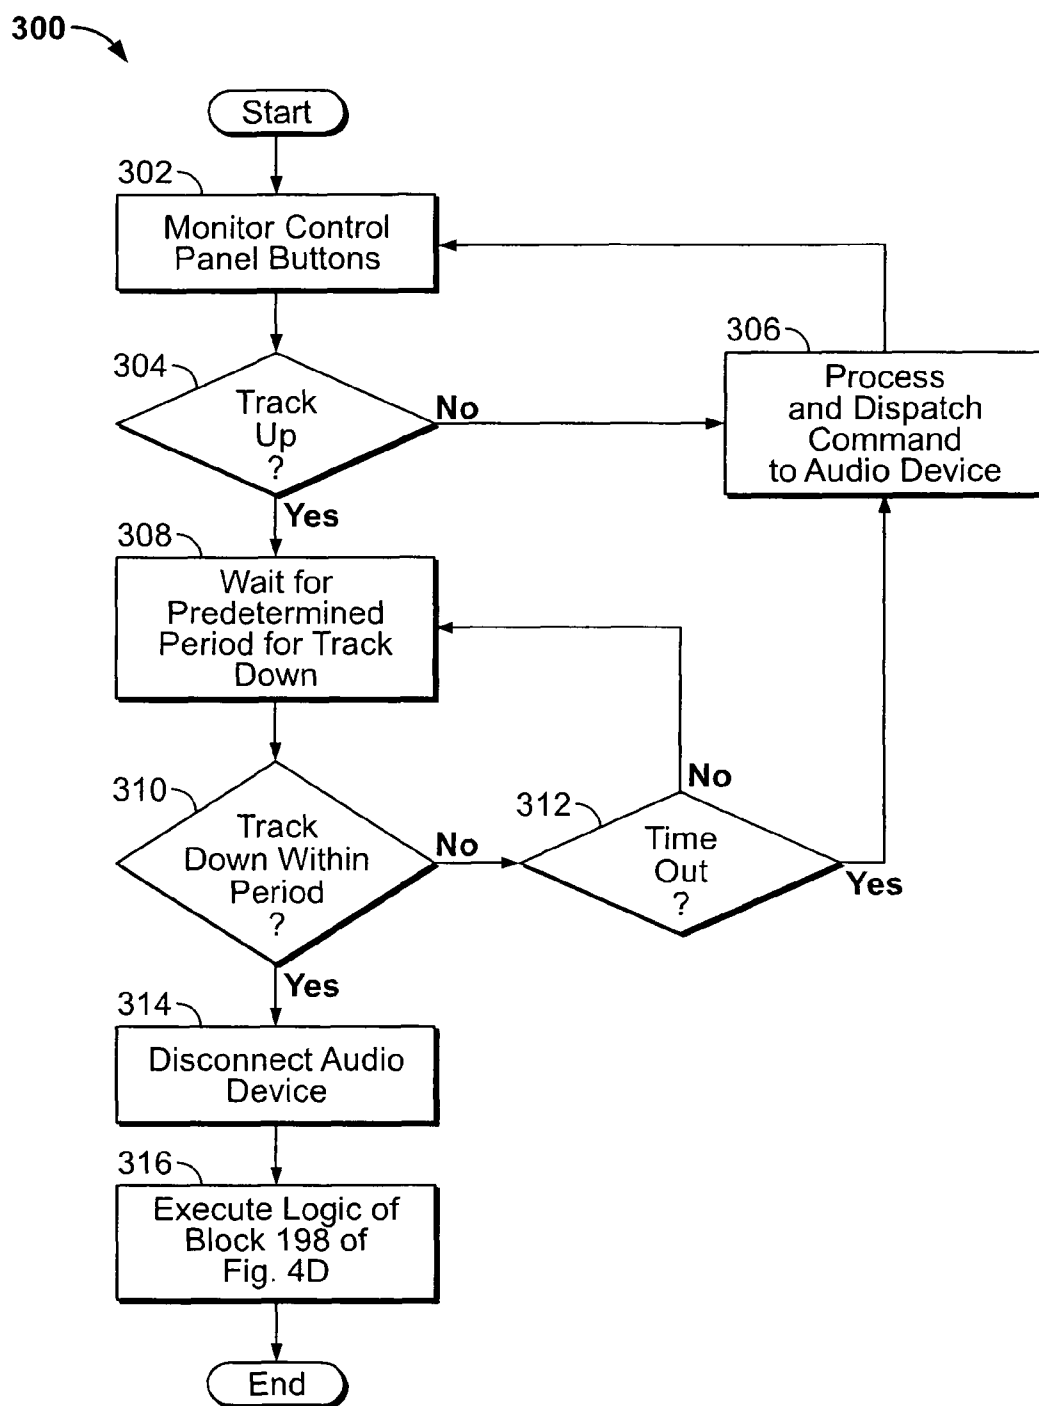 300
Start
302
Monitor Control
Panel Buttons
304
Track
Up
?
No
306
Process
and Dispatch
Command
to Audio Device
Yes
308
Wait for
Predetermined
Period for Track
Down
310
Track
Down Within
Period
?
No
312
Time
Out
?
No
Yes
Yes
314
Disconnect Audio
Device
316
Execute Logic of
Block 198 of
Fig. 4D
End